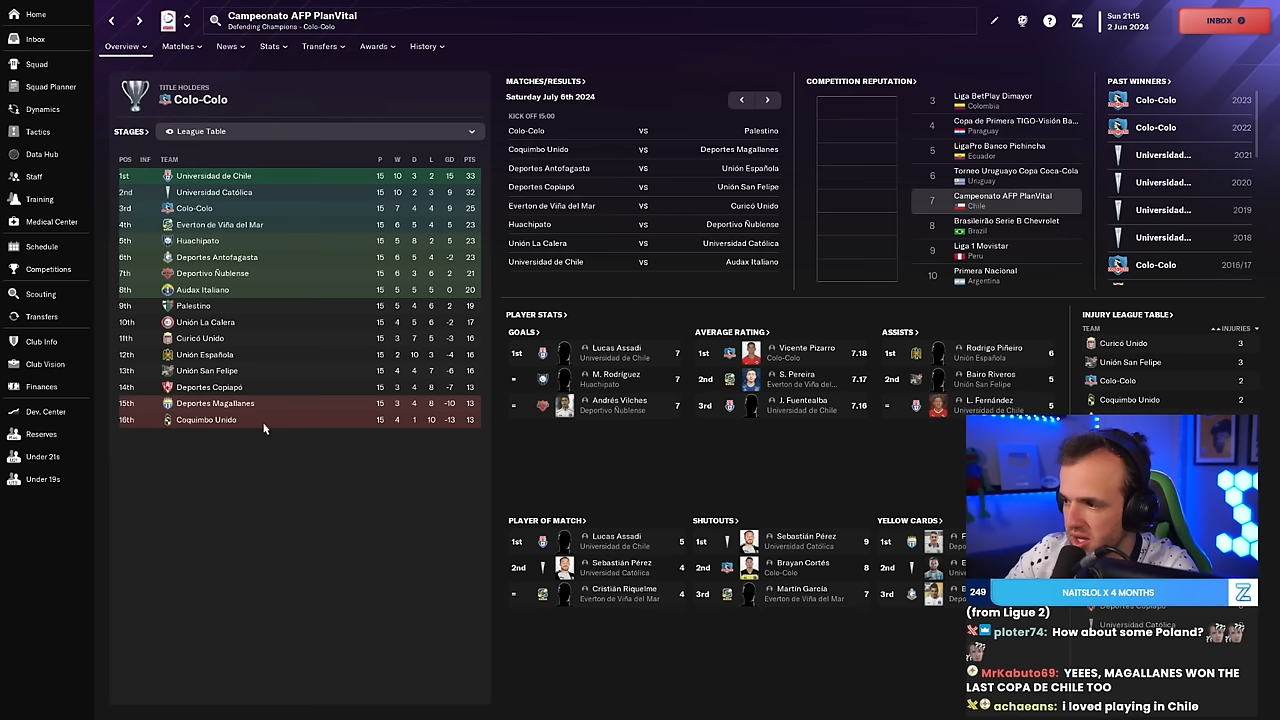 Home
Inbox
Squad
Squad Planner
Dynamics
Tactics
Data Hub
Staff
Training
Medical Center
Schedule
Competitions
Scouting
Transfers
Club Info
Club Vision
Finances
Dev. Center
Reserves
Under 21s
Under 19s
Campeonato AFP PlanVital
Defending Champions - Colo-Colo
Sun 21:15
2 Jun 2024
INBOX
Overview
Matches
News
Stats
Transfers
Awards
History
TITLE HOLDERS
Colo-Colo
STAGES
League Table
POS INF TEAM P W D L GD PTS
1st Universidad de Chile 15 10 3 2 15 33
2nd Universidad Católica 15 10 2 3 9 32
3rd Colo-Colo 15 7 4 4 9 25
4th Everton de Viña del Mar 15 6 5 4 5 23
5th Huachipato 15 5 8 2 5 23
6th Deportes Antofagasta 15 6 5 4 -2 23
7th Deportivo Ñublense 15 6 3 6 2 21
8th Audax Italiano 15 5 5 5 0 20
9th Palestino 15 5 4 6 2 19
10th Unión La Calera 15 4 5 6 -2 17
11th Curicó Unido 15 3 7 5 -3 16
12th Unión Española 15 2 10 3 -4 16
13th Unión San Felipe 15 4 4 7 -6 16
14th Deportes Copiapó 15 3 4 8 -7 13
15th Deportes Magallanes 15 3 4 8 -10 13
16th Coquimbo Unido 15 4 1 10 -13 13
MATCHES/RESULTS
Saturday July 6th 2024
KICK OFF 15:00
Colo-Colo VS Palestino
Coquimbo Unido VS Deportes Magallanes
Deportes Antofagasta VS Unión Española
Deportes Copiapó VS Unión San Felipe
Everton de Viña del Mar VS Curicó Unido
Huachipato VS Deportivo Ñublense
Unión La Calera VS Universidad Católica
Universidad de Chile VS Audax Italiano
COMPETITION REPUTATION
3 Liga BetPlay Dimayor
Colombia
4 Copa de Primera TIGO-Visión Ba...
Paraguay
5 LigaPro Banco Pichincha
Ecuador
6 Torneo Uruguayo Copa Coca-Cola
Uruguay
7 Campeonato AFP PlanVital
Chile
8 Brasileirão Serie B Chevrolet
Brazil
9 Liga 1 Movistar
Peru
10 Primera Nacional
Argentina
PAST WINNERS
Colo-Colo 2023
Colo-Colo 2022
Universidad... 2021
Universidad... 2020
Universidad... 2019
Universidad... 2018
Colo-Colo 2016/17
PLAYER STATS
GOALS
1st Lucas Assadi 7
Universidad de Chile
= M. Rodríguez 7
Huachipato
= Andrés Vilches 7
Deportivo Ñublense
AVERAGE RATING
1st Vicente Pizarro 7.18
Colo-Colo
2nd S. Pereira 7.17
Everton de Viña del...
3rd J. Fuentealba 7.16
Universidad de Chile
ASSISTS
1st Rodrigo Piñeiro 6
Unión Española
2nd Bairo Riveros 5
Unión San Felipe
= L. Fernández 5
Universidad de Chile
INJURY LEAGUE TABLE
TEAM INJURIES
Curicó Unido 3
Unión San Felipe 3
Colo-Colo 2
Coquimbo Unido 2
PLAYER OF MATCH
1st Lucas Assadi 5
Universidad de Chile
2nd Sebastián Pérez 4
Universidad Católica
= Cristián Riquelme 4
Everton de Viña del Mar
SHUTOUTS
1st Sebastián Pérez 9
Universidad Católica
2nd Brayan Cortés 8
Colo-Colo
3rd Martín García 7
Everton de Viña del Mar
YELLOW CARDS
1st
2nd
3rd
249 NAITSLOL X 4 MONTHS
Deportes Copiapó
(from Ligue 2)
Universidad Católica
ploter74: How about some Poland?
MrKabuto69: YEEES, MAGALLANES WON THE
LAST COPA DE CHILE TOO
achaeans: i loved playing in Chile